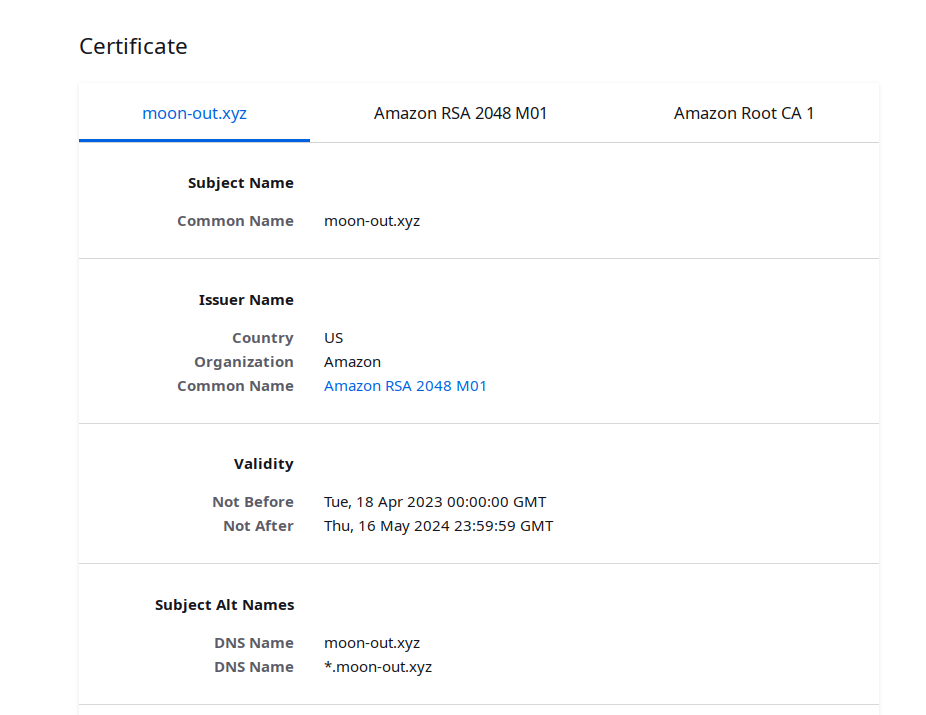 Certificate
moon-out.xyz Amazon RSA 2048 M01 Amazon Root CA 1
Subject Name
Common Name moon-out.xyz
Issuer Name
Country US
Organization Amazon
Common Name Amazon RSA 2048 M01
Validity
Not Before Tue, 18 Apr 2023 00:00:00 GMT
Not After Thu, 16 May 2024 23:59:59 GMT
Subject Alt Names
DNS Name moon-out.xyz
DNS Name *.moon-out.xyz